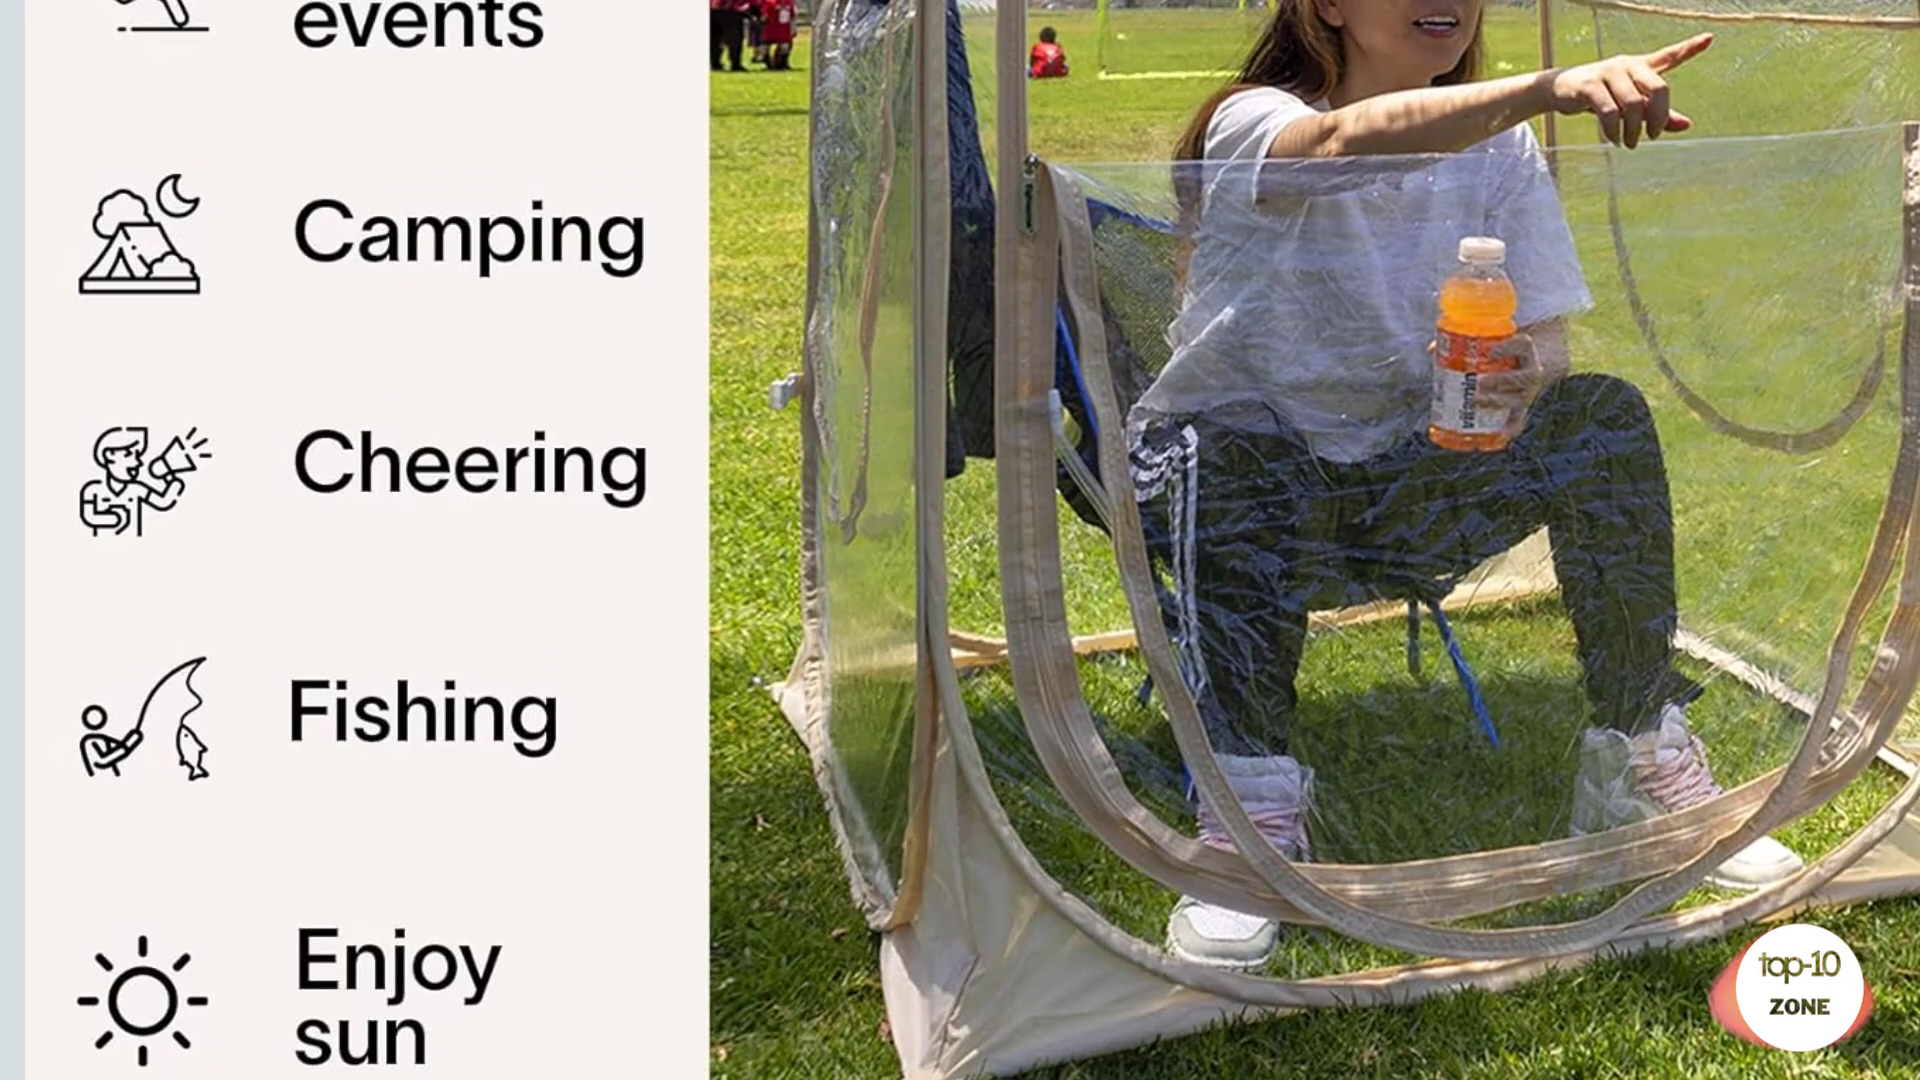 events
Camping
Cheering
Fishing
Enjoy
sun
vitamin
top-10
ZONE